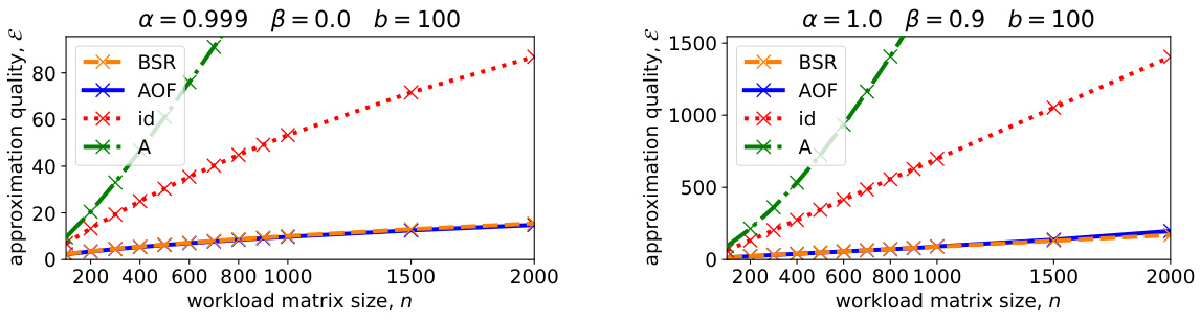 α = 0.999 β = 0.0 b = 100
approximation quality, ℰ
80
60
40
20
0
BSR
AOF
id
A
200 400 600 800 1000 1500 2000
workload matrix size, n
α = 1.0 β = 0.9 b = 100
approximation quality, ℰ
1500
1000
500
0
BSR
AOF
id
A
200 400 600 800 1000 1500 2000
workload matrix size, n